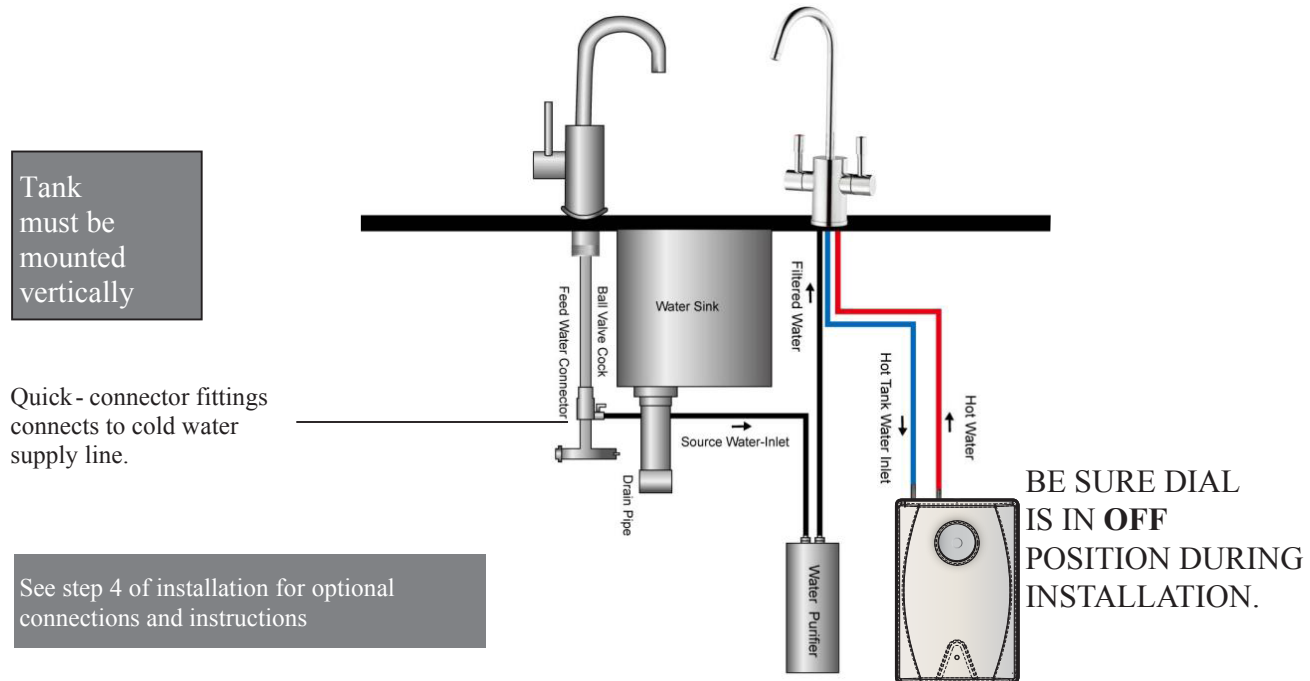 Tank
must be
mounted
vertically
Quick - connector fittings
connects to cold water
supply line.
See step 4 of installation for optional
connections and instructions
Feed Water Connector
Ball Valve Cock
Water Sink
Drain Pipe
Source Water-Inlet
Filtered Water
Water Purifier
Hot Tank Water Inlet
Hot Water
BE SURE DIAL
IS IN OFF
POSITION DURING
INSTALLATION.